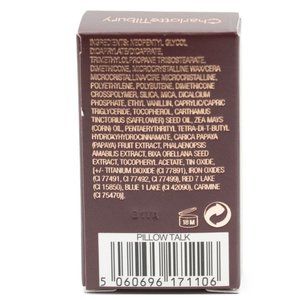 CharlotteTilbury
INGREDIENTS: NEOPENTYL GLYCOL
DICAPRYLATE/DICAPRATE,
TRIMETHYLOLPROPANE TRIISOSTEARATE,
DIMETHICONE, MICROCRYSTALLINE WAX/CERA
MICROCRISTALLINA/CIRE MICROCRISTALLINE,
POLYETHYLENE, POLYBUTENE, DIMETHICONE
CROSSPOLYMER, SILICA, MICA, DICALCIUM
PHOSPHATE, ETHYL VANILLIN, CAPRYLIC/CAPRIC
TRIGLYCERIDE, TOCOPHEROL, CARTHAMUS
TINCTORIUS (SAFFLOWER) SEED OIL, ZEA MAYS
(CORN) OIL, PENTAERYTHRITYL TETRA-DI-T-BUTYL
HYDROXYHYDROCINNAMATE, CARICA PAPAYA
(PAPAYA) FRUIT EXTRACT, PHALAENOPSIS
AMABILIS EXTRACT, BIXA ORELLANA SEED
EXTRACT, TOCOPHERYL ACETATE, TIN OXIDE,
[+/- TITANIUM DIOXIDE (CI 77891), IRON OXIDES
(CI 77491, CI 77492, CI 77499), RED 7 LAKE
(CI 15850), BLUE 1 LAKE (CI 42090), CARMINE
(CI 75470)].
18 M
PILLOW TALK
5 060696 171106